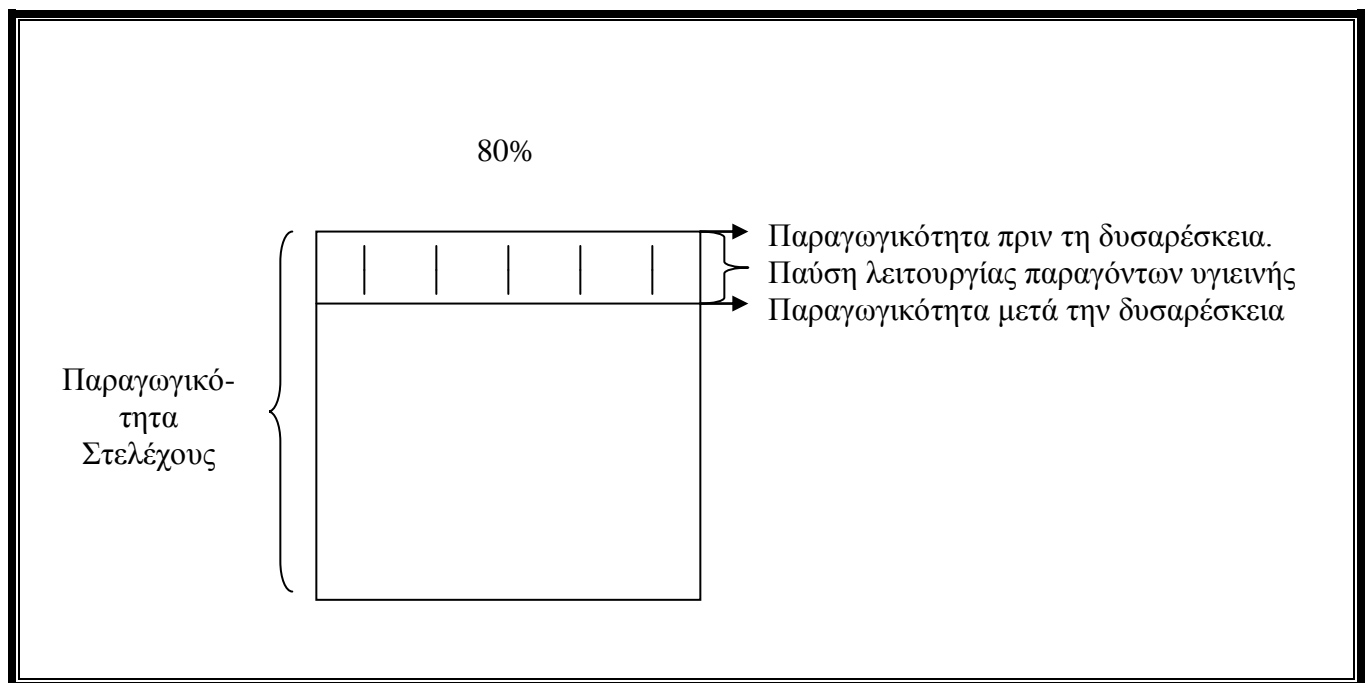 80%
Παραγωγικότητα πριν τη δυσαρέσκεια.
Παύση λειτουργίας παραγόντων υγιεινής
Παραγωγικότητα μετά την δυσαρέσκεια
Παραγωγικό-
τητα
Στελέχους